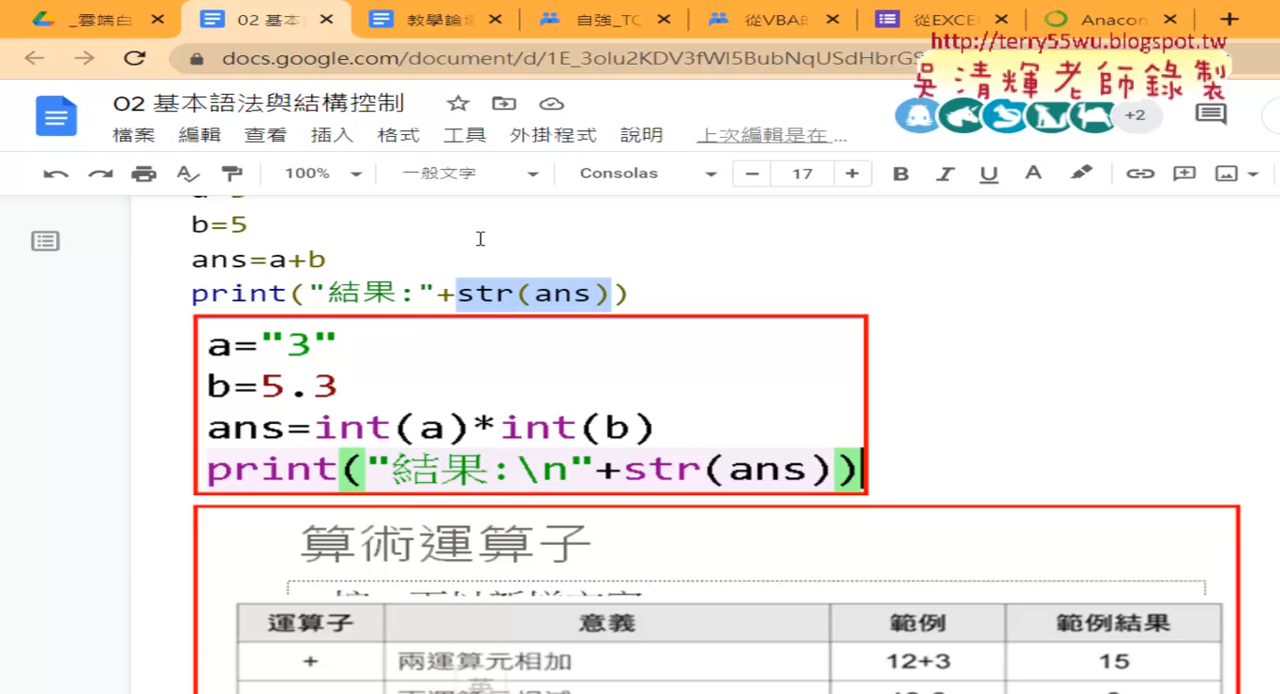 _雲端白
02 基本
教學論
自強_TQ
從VBA
從EXCE
Anacon
docs.google.com/document/d/1E_3olu2KDV3fWl5BubNqUSdHbrG
http://terry55wu.blogspot.tw
吳清輝老師錄製
02 基本語法與結構控制
檔案 編輯 查看 插入 格式 工具 外掛程式 說明 上次編輯是在 ...
+2
100% 一般文字 Consolas 17 B I U A
b=5
ans=a+b
print("結果:"+str(ans))
a="3"
b=5.3
ans=int(a)*int(b)
print("結果:\n"+str(ans))
算術運算子
運算子 意義 範例 範例結果
+ 兩運算元相加 12+3 15